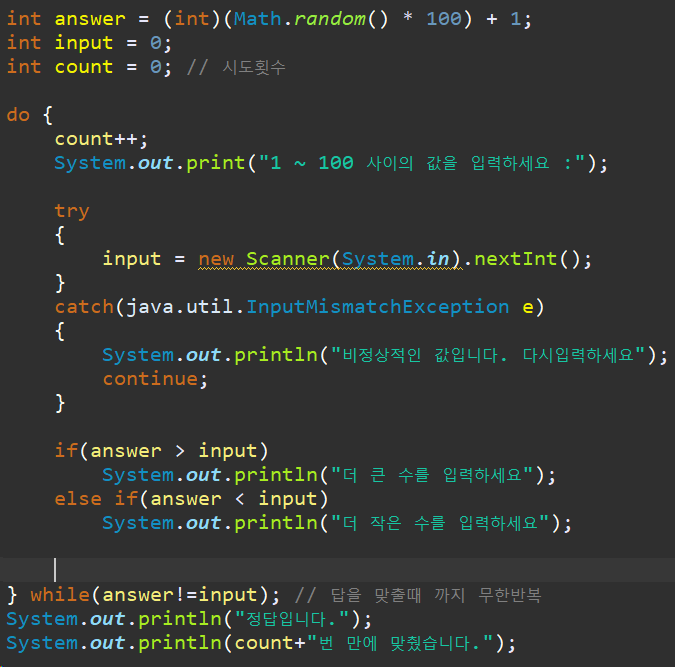 int answer = (int)(Math.random() * 100) + 1;
int input = 0;
int count = 0; // 시도횟수
do {
count++;
System.out.print("1 ~ 100 사이의 값을 입력하세요 :");
try
{
input = new Scanner(System.in).nextInt();
}
catch(java.util.InputMismatchException e)
{
System.out.println("비정상적인 값입니다. 다시입력하세요");
continue;
}
if(answer > input)
System.out.println("더 큰 수를 입력하세요");
else if(answer < input)
System.out.println("더 작은 수를 입력하세요");
} while(answer!=input); // 답을 맞출때 까지 무한반복
System.out.println("정답입니다.");
System.out.println(count+"번 만에 맞췄습니다.");